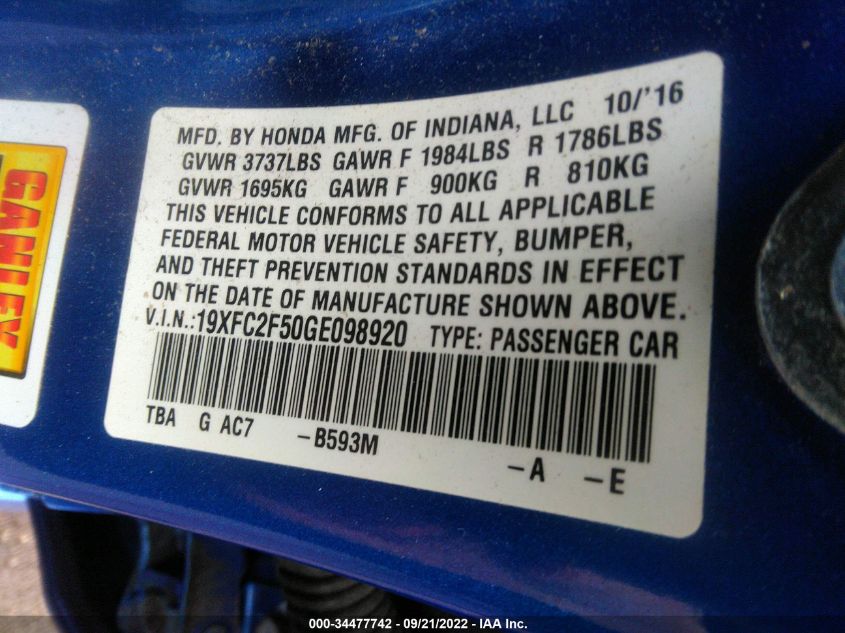 MFD. BY HONDA MFG. OF INDIANA, LLC 10/'16
GVWR 3737LBS GAWR F 1984LBS R 1786LBS
GVWR 1695KG GAWR F 900KG R 810KG
THIS VEHICLE CONFORMS TO ALL APPLICABLE
FEDERAL MOTOR VEHICLE SAFETY, BUMPER,
AND THEFT PREVENTION STANDARDS IN EFFECT
ON THE DATE OF MANUFACTURE SHOWN ABOVE.
V.I.N.:19XFC2F50GE098920 TYPE: PASSENGER CAR
TBA G AC7 -B593M -A -E
GANLEY
000-34477742 - 09/21/2022 - IAA Inc.